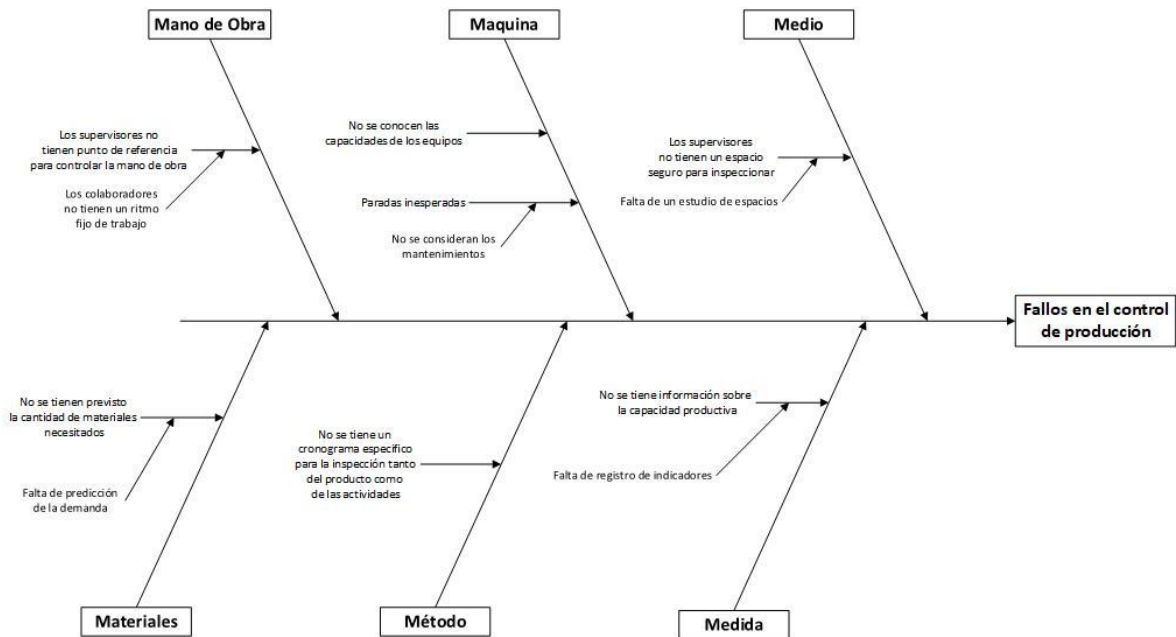 Mano de Obra
Maquina
Medio
Los supervisores no
tienen punto de referencia
para controlar la mano de obra
Los colaboradores
no tienen un ritmo
fijo de trabajo
No se conocen las
capacidades de los equipos
Paradas inesperadas
No se consideran los
mantenimientos
Los supervisores
no tienen un espacio
seguro para inspeccionar
Falta de un estudio de espacios
Fallos en el control
de producción
No se tienen previsto
la cantidad de materiales
necesitados
Falta de predicción
de la demanda
No se tiene un
cronograma específico
para la inspección tanto
del producto como
de las actividades
No se tiene información sobre
la capacidad productiva
Falta de registro de indicadores
Materiales
Método
Medida